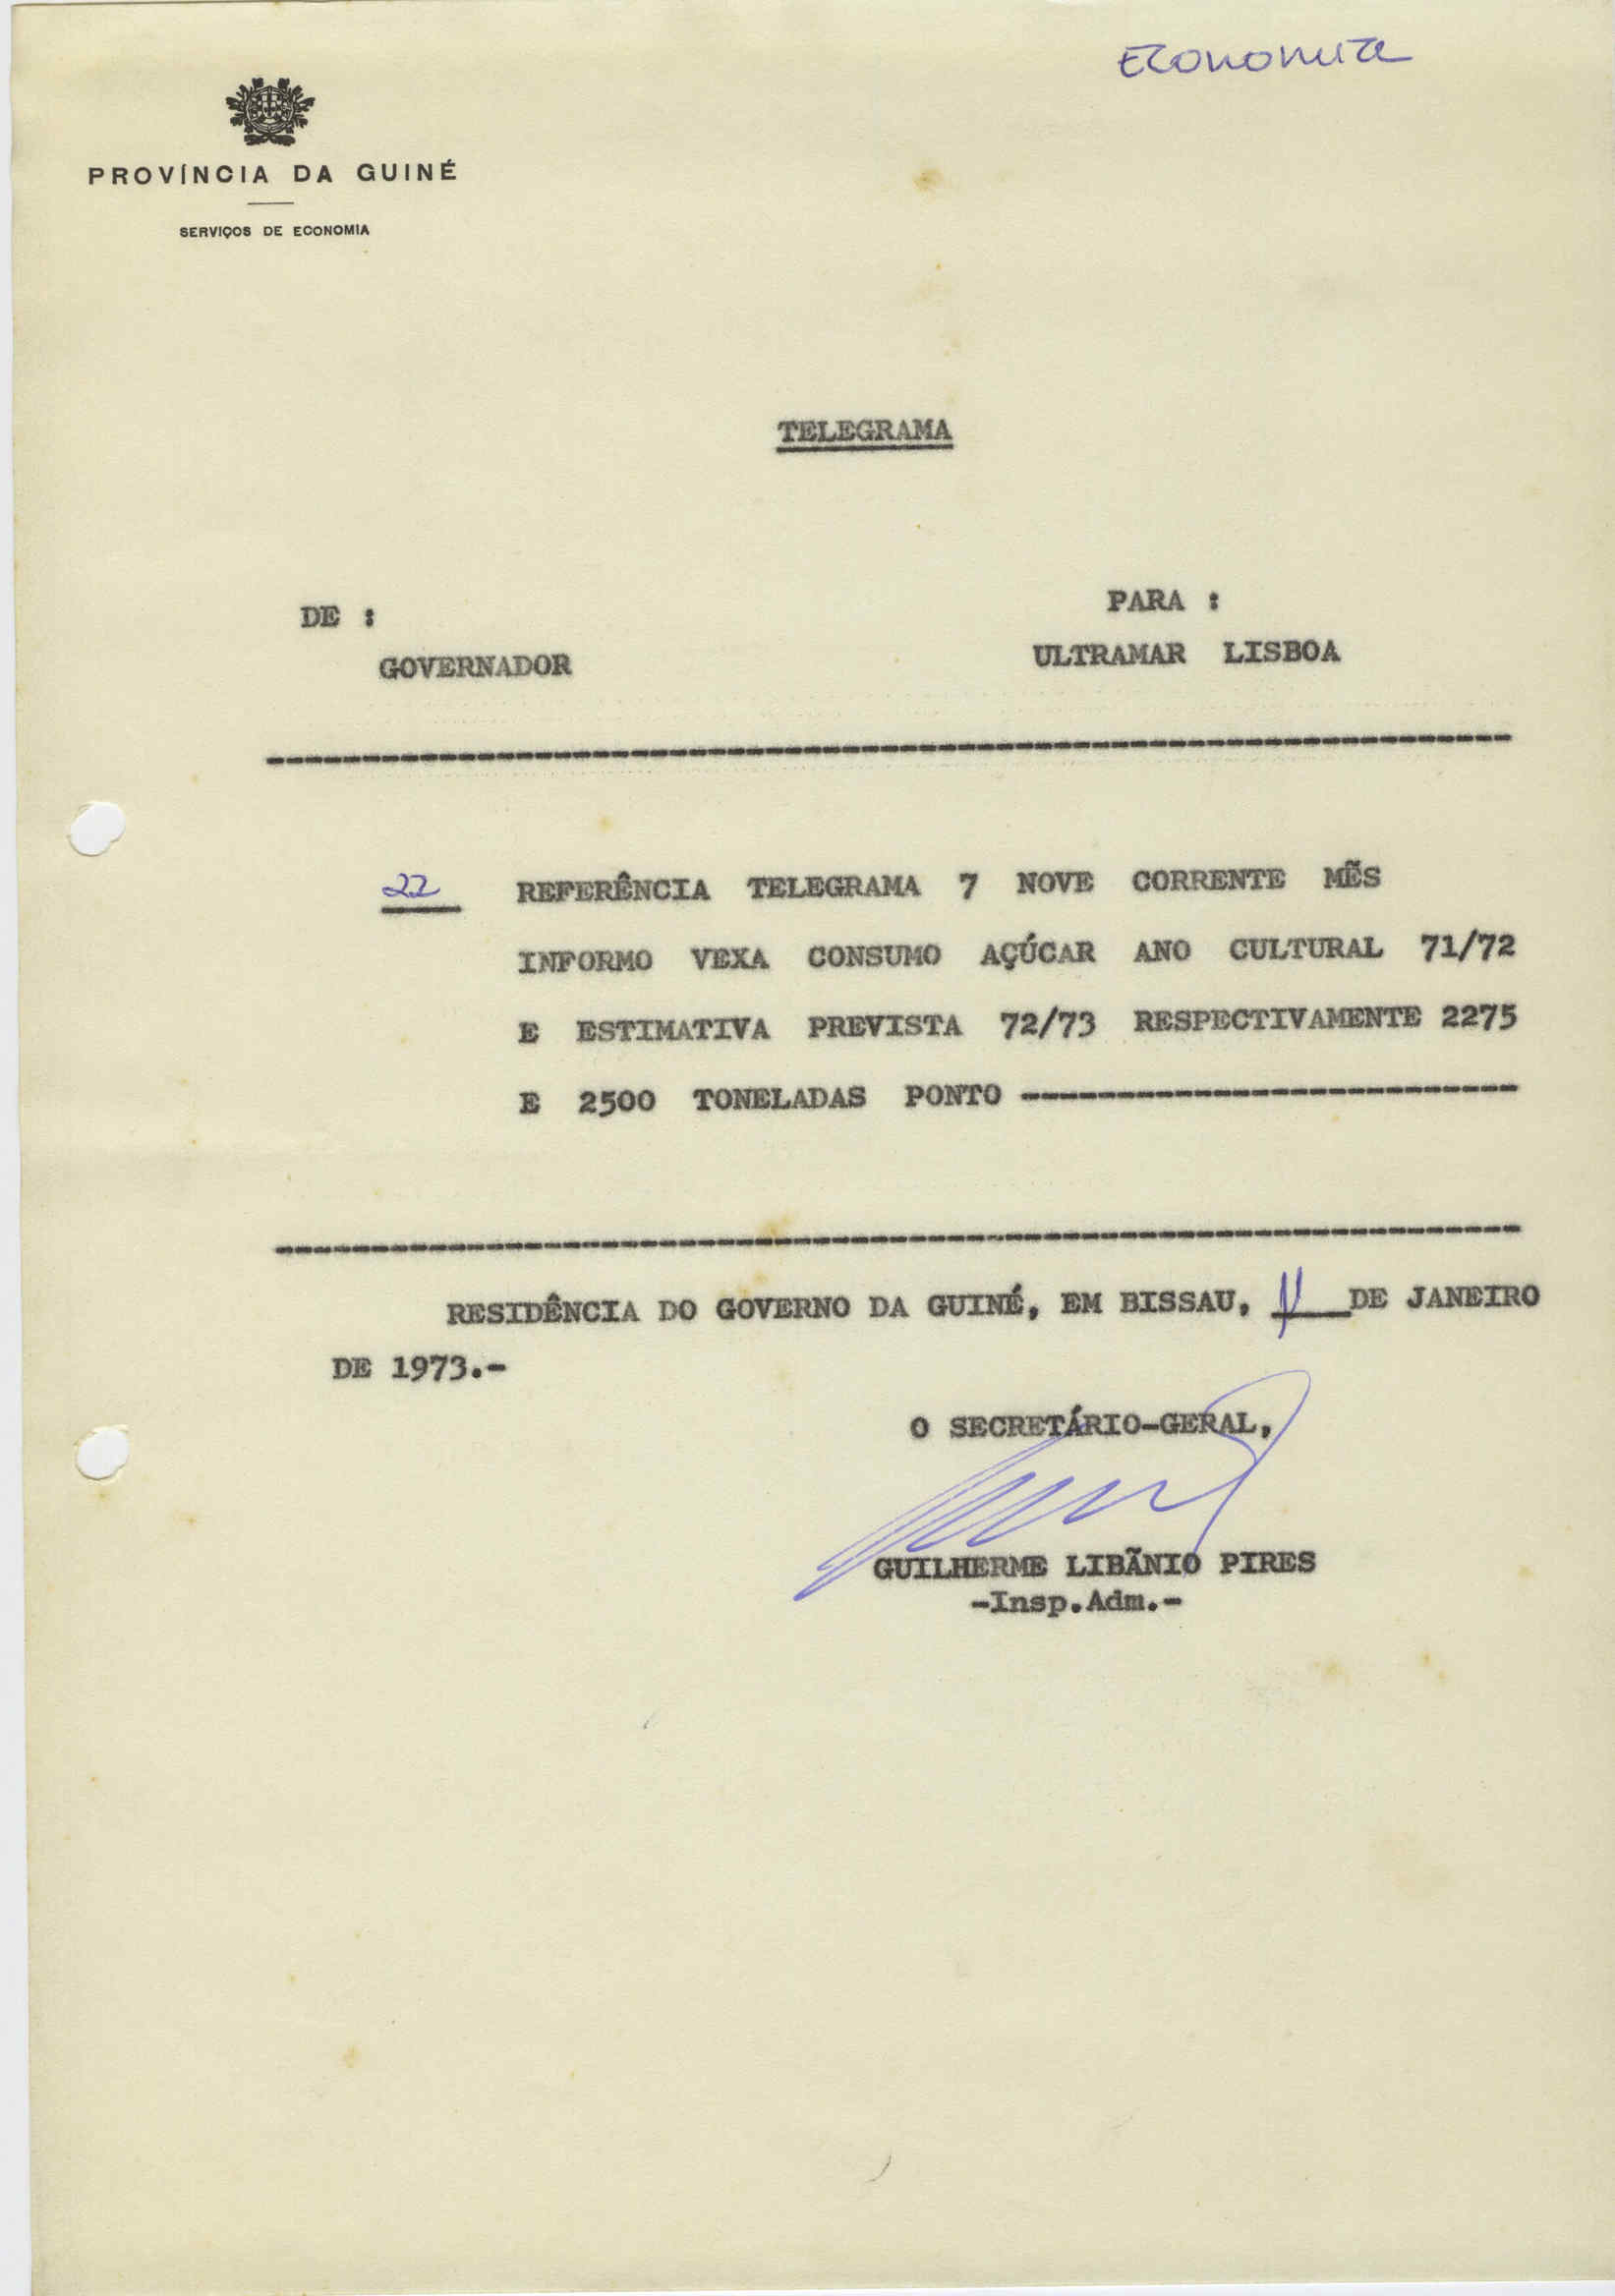 Economia
PROVÍNCIA DA GUINÉ
SERVIÇOS DE ECONOMIA
TELEGRAMA
DE :
PARA :
GOVERNADOR
ULTRAMAR LISBOA
22 REFERÊNCIA TELEGRAMA 7 NOVE CORRENTE MÊS
INFORMO VEXA CONSUMO AÇÚCAR ANO CULTURAL 71/72
E ESTIMATIVA PREVISTA 72/73 RESPECTIVAMENTE 2275
E 2500 TONELADAS PONTO --------------------------
RESIDÊNCIA DO GOVERNO DA GUINÉ, EM BISSAU, 11 DE JANEIRO
DE 1973.-
O SECRETÁRIO-GERAL,
GUILHERME LIBÃNIO PIRES
-Insp.Adm.-